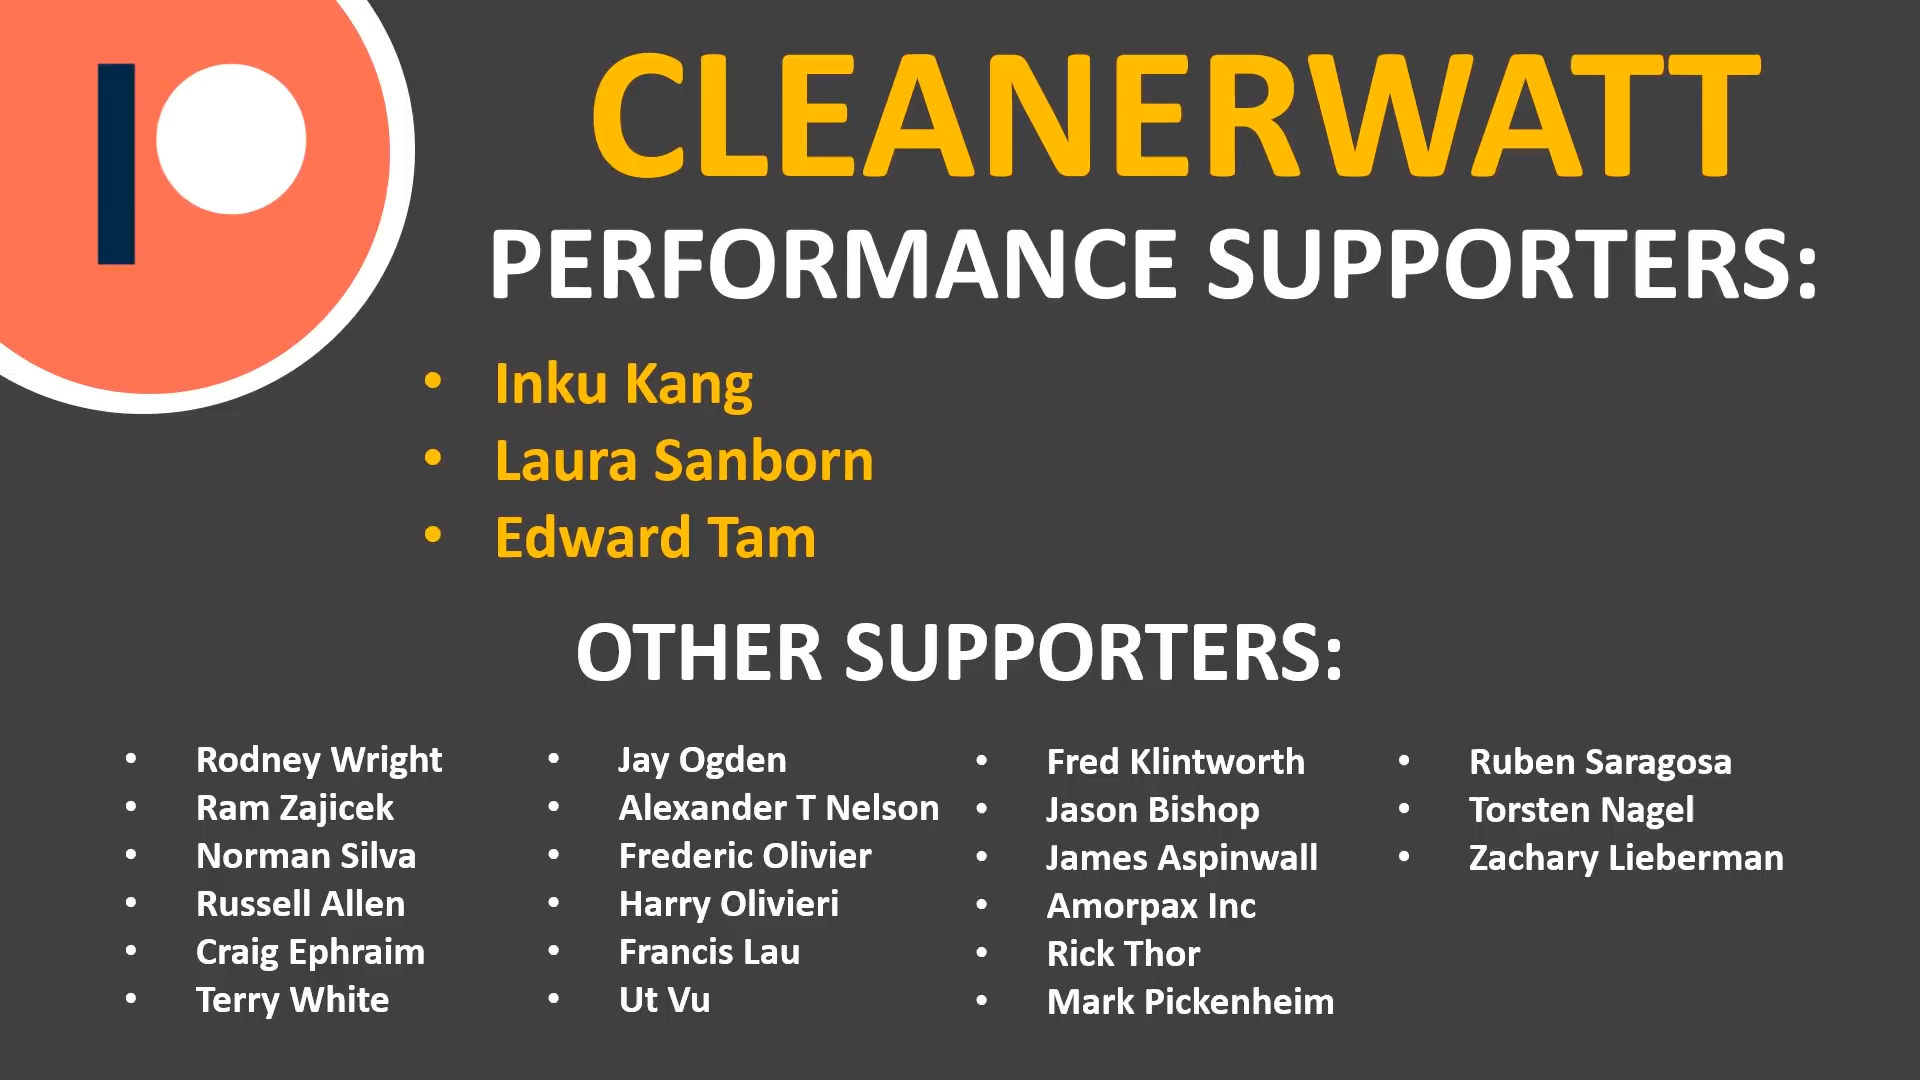 CLEANERWATT
PERFORMANCE SUPPORTERS:
• Inku Kang
• Laura Sanborn
• Edward Tam
OTHER SUPPORTERS:
• Rodney Wright
• Ram Zajicek
• Norman Silva
• Russell Allen
• Craig Ephraim
• Terry White
• Jay Ogden
• Alexander T Nelson
• Frederic Olivier
• Harry Olivieri
• Francis Lau
• Ut Vu
• Fred Klintworth
• Jason Bishop
• James Aspinwall
• Amorpax Inc
• Rick Thor
• Mark Pickenheim
• Ruben Saragosa
• Torsten Nagel
• Zachary Lieberman